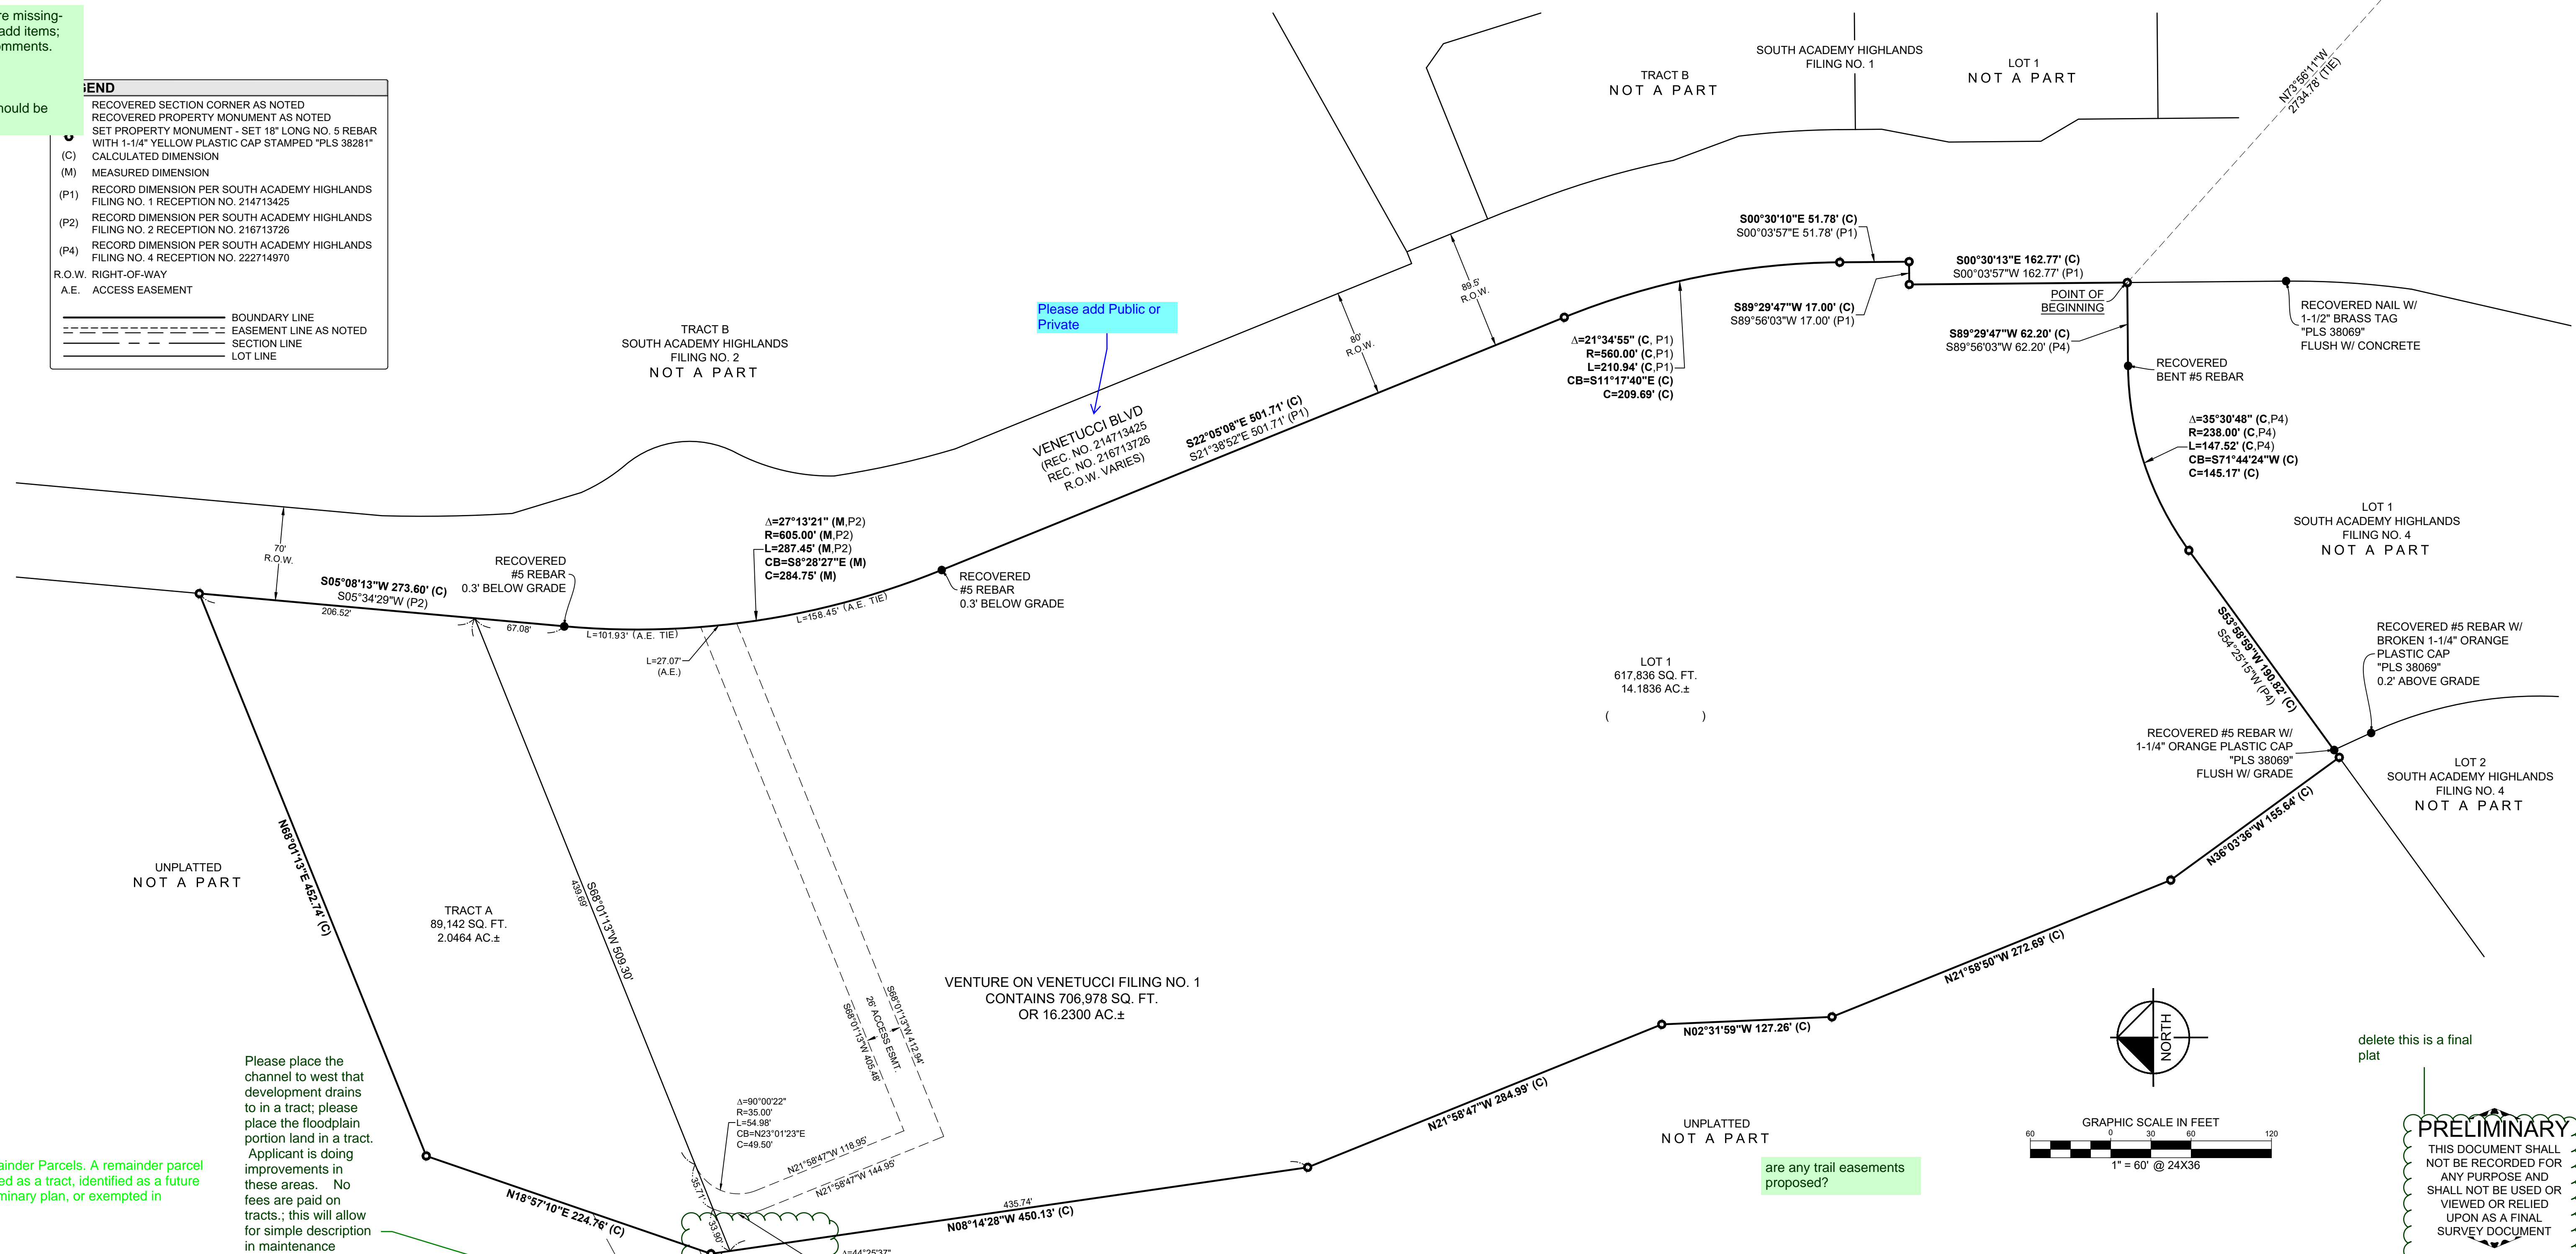 re missing-
add items;
omments.
hould be
GEND
RECOVERED SECTION CORNER AS NOTED
RECOVERED PROPERTY MONUMENT AS NOTED
SET PROPERTY MONUMENT - SET 18" LONG NO. 5 REBAR
WITH 1-1/4" YELLOW PLASTIC CAP STAMPED "PLS 38281"
(C) CALCULATED DIMENSION
(M) MEASURED DIMENSION
(P1) RECORD DIMENSION PER SOUTH ACADEMY HIGHLANDS
FILING NO. 1 RECEPTION NO. 214713425
(P2) RECORD DIMENSION PER SOUTH ACADEMY HIGHLANDS
FILING NO. 2 RECEPTION NO. 216713726
(P4) RECORD DIMENSION PER SOUTH ACADEMY HIGHLANDS
FILING NO. 4 RECEPTION NO. 222714970
R.O.W. RIGHT-OF-WAY
A.E. ACCESS EASEMENT
BOUNDARY LINE
EASEMENT LINE AS NOTED
SECTION LINE
LOT LINE
TRACT B
SOUTH ACADEMY HIGHLANDS
FILING NO. 2
NOT A PART
Please add Public or
Private
TRACT B
NOT A PART
SOUTH ACADEMY HIGHLANDS
FILING NO. 1
LOT 1
NOT A PART
N73°56'11"W
2734.78' (TIE)
89.5'
R.O.W.
80'
R.O.W.
VENETUCCI BLVD
(REC. NO. 214713425
REC. NO. 216713726
R.O.W. VARIES)
S22°05'08"E 501.71' (C)
S21°38'52"E 501.71' (P1)
S00°30'10"E 51.78' (C)
S00°03'57"E 51.78' (P1)
S89°29'47"W 17.00' (C)
S89°56'03"W 17.00' (P1)
Δ=21°34'55" (C, P1)
R=560.00' (C,P1)
L=210.94' (C,P1)
CB=S11°17'40"E (C)
C=209.69' (C)
S00°30'13"E 162.77' (C)
S00°03'57"W 162.77' (P1)
POINT OF
BEGINNING
S89°29'47"W 62.20' (C)
S89°56'03"W 62.20' (P4)
RECOVERED NAIL W/
1-1/2" BRASS TAG
"PLS 38069"
FLUSH W/ CONCRETE
RECOVERED
BENT #5 REBAR
Δ=35°30'48" (C,P4)
R=238.00' (C,P4)
L=147.52' (C,P4)
CB=S71°44'24"W (C)
C=145.17' (C)
LOT 1
SOUTH ACADEMY HIGHLANDS
FILING NO. 4
NOT A PART
S53°58'59"W 190.82' (C)
S54°25'15"W (P4)
RECOVERED #5 REBAR W/
BROKEN 1-1/4" ORANGE
PLASTIC CAP
"PLS 38069"
0.2' ABOVE GRADE
RECOVERED #5 REBAR W/
1-1/4" ORANGE PLASTIC CAP
"PLS 38069"
FLUSH W/ GRADE
LOT 2
SOUTH ACADEMY HIGHLANDS
FILING NO. 4
NOT A PART
70'
R.O.W.
S05°08'13"W 273.60' (C)
S05°34'29"W (P2)
206.52'
67.08'
RECOVERED
#5 REBAR
0.3' BELOW GRADE
Δ=27°13'21" (M,P2)
R=605.00' (M,P2)
L=287.45' (M,P2)
CB=S8°28'27"E (M)
C=284.75' (M)
L=101.93' (A.E. TIE)
L=158.45' (A.E. TIE)
L=27.07'
(A.E.)
RECOVERED
#5 REBAR
0.3' BELOW GRADE
LOT 1
617,836 SQ. FT.
14.1836 AC.±
( )
UNPLATTED
NOT A PART
N68°01'13"E 452.74' (C)
TRACT A
89,142 SQ. FT.
2.0464 AC.±
S68°01'13"W 509.30'
439.69'
S68°01'13"W 405.48'
26' ACCESS ESMT.
S68°01'13"W 412.94'
VENTURE ON VENETUCCI FILING NO. 1
CONTAINS 706,978 SQ. FT.
OR 16.2300 AC.±
N36°03'36"W 155.64' (C)
N21°58'50"W 272.69' (C)
N02°31'59"W 127.26' (C)
N21°58'47"W 284.99' (C)
435.74'
N08°14'28"W 450.13' (C)
N18°57'10"E 224.76' (C)
Δ=90°00'22"
R=35.00'
L=54.98'
CB=N23°01'23"E
C=49.50'
N21°58'47"W 118.95'
N21°58'47"W 144.95'
35.71'
33.90'
Δ=44°25'37"
Please place the
channel to west that
development drains
to in a tract; please
place the floodplain
portion land in a tract.
Applicant is doing
improvements in
these areas. No
fees are paid on
tracts.; this will allow
for simple description
in maintenance
ainder Parcels. A remainder parcel
ed as a tract, identified as a future
minary plan, or exempted in
UNPLATTED
NOT A PART
are any trail easements
proposed?
NORTH
GRAPHIC SCALE IN FEET
60 0 30 60 120
1" = 60' @ 24X36
delete this is a final
plat
PRELIMINARY
THIS DOCUMENT SHALL
NOT BE RECORDED FOR
ANY PURPOSE AND
SHALL NOT BE USED OR
VIEWED OR RELIED
UPON AS A FINAL
SURVEY DOCUMENT